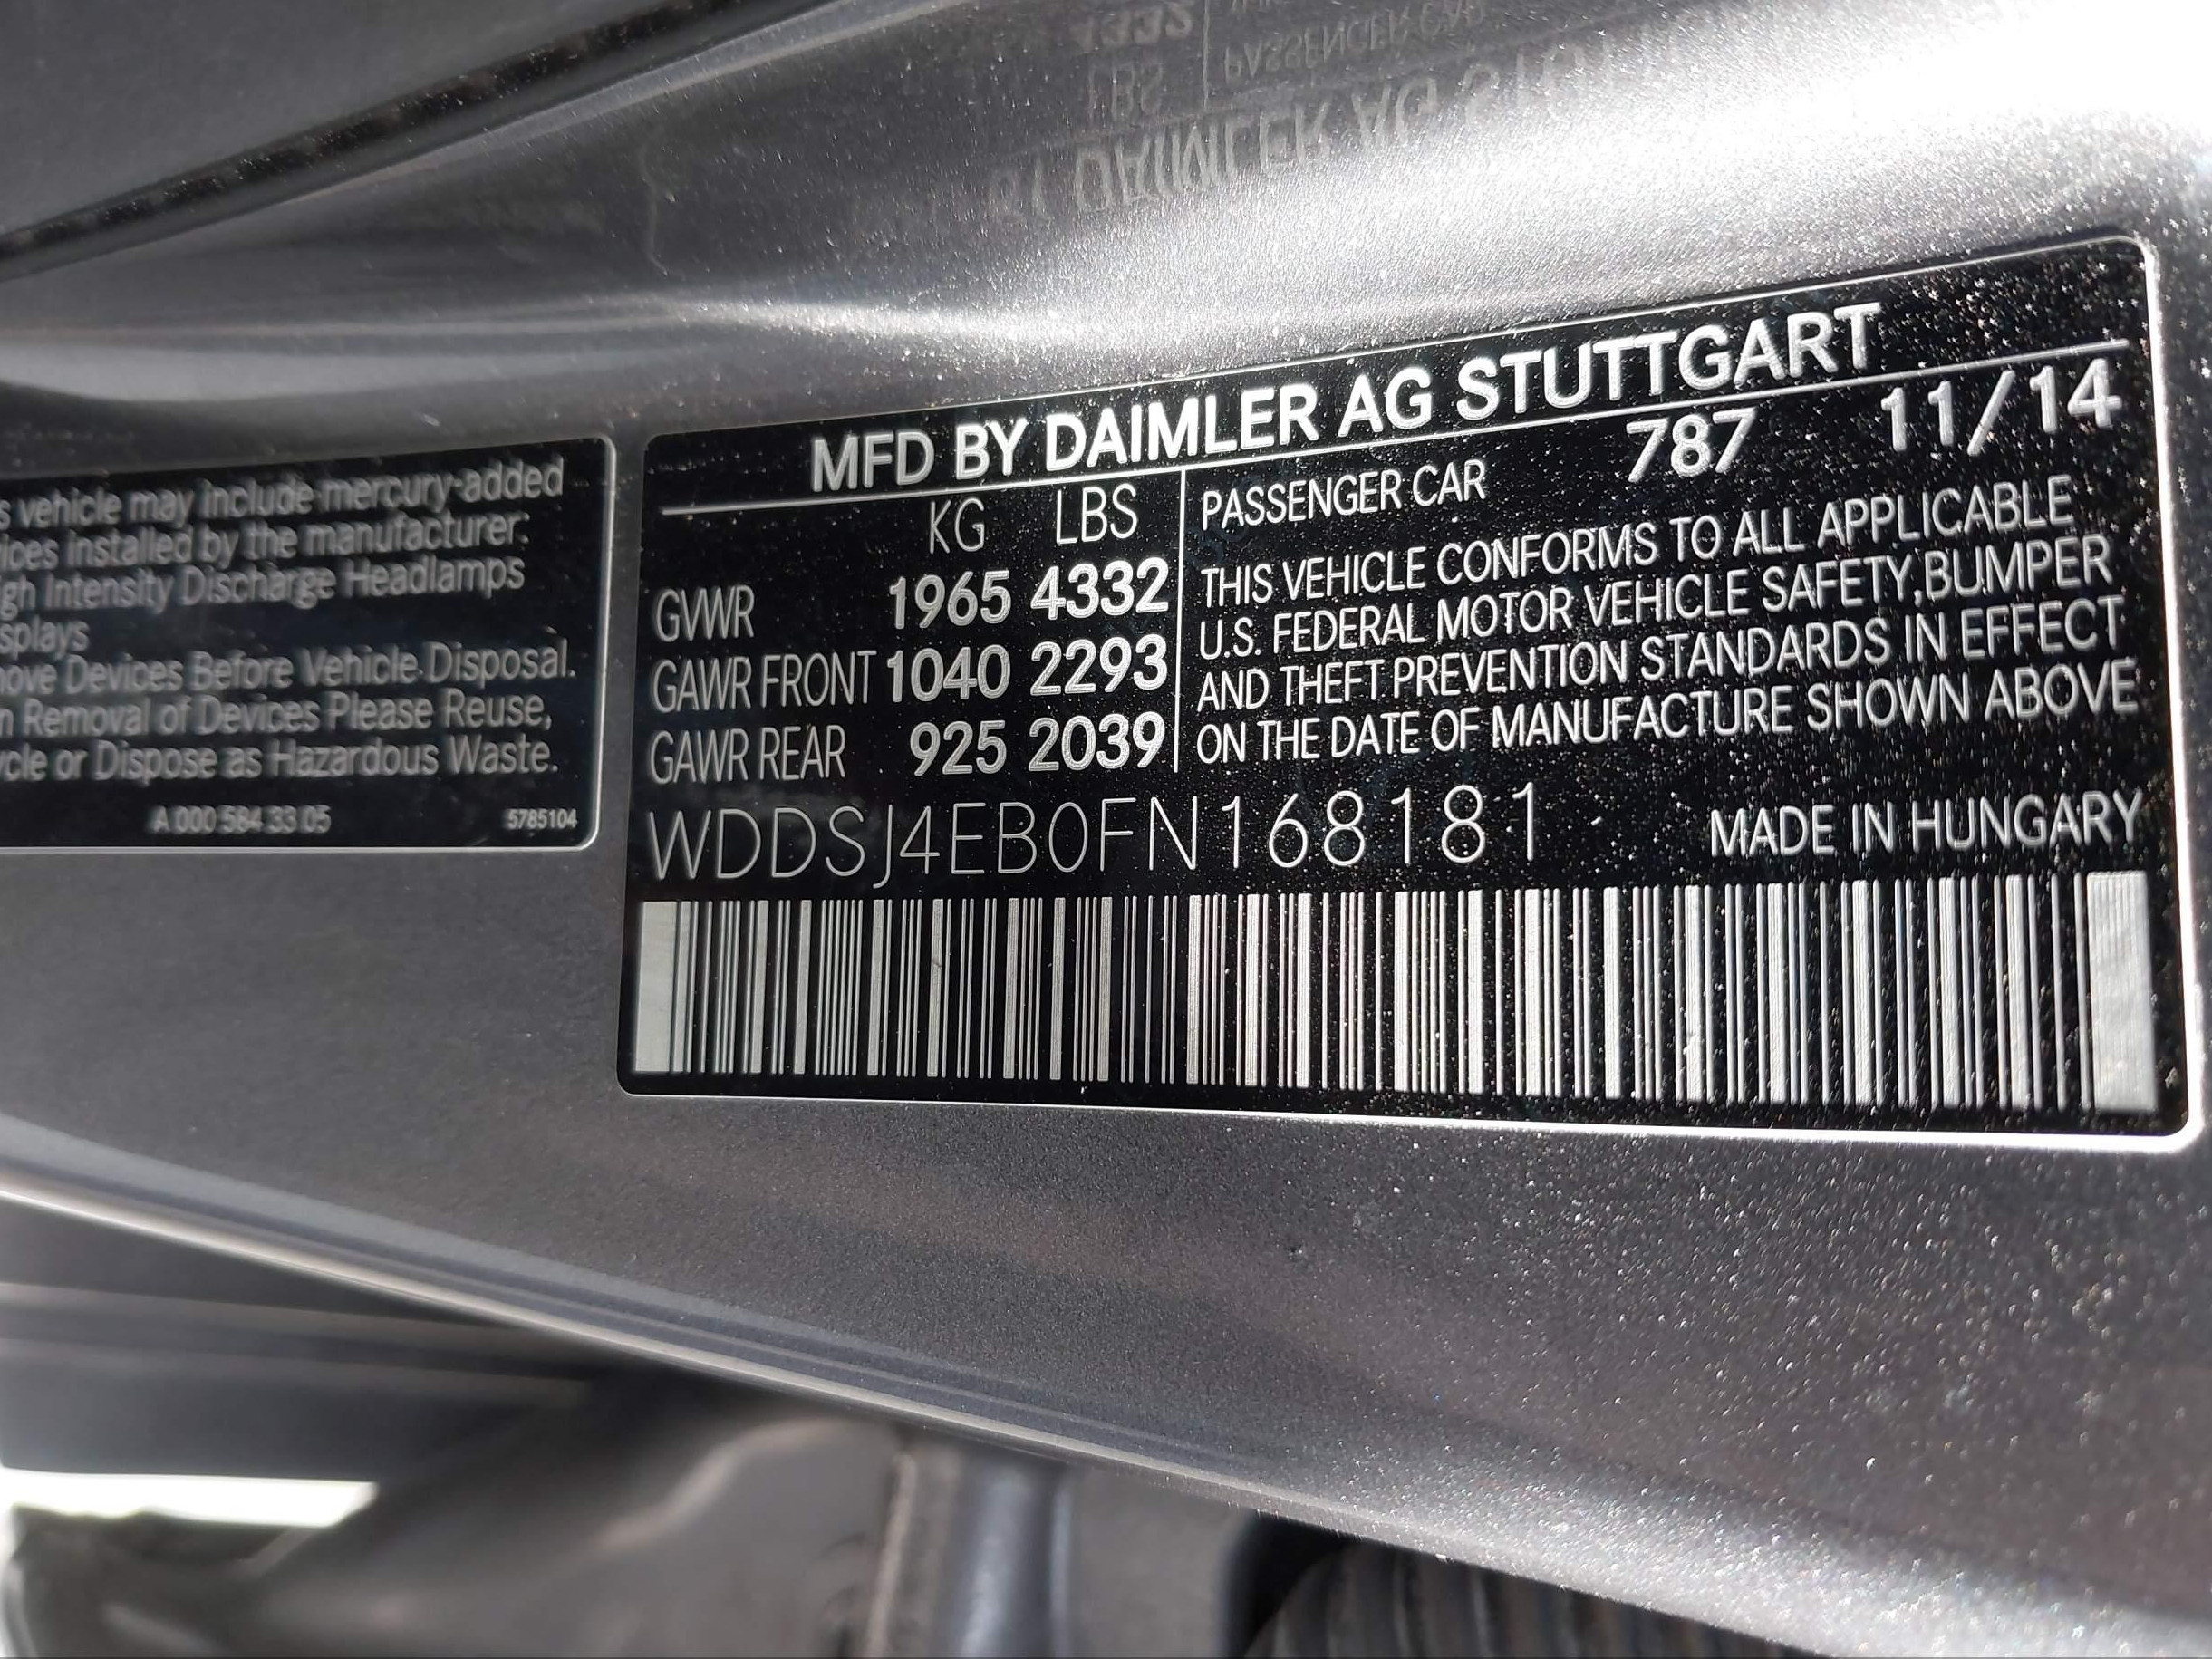 vehicle may include mercury-added
installed by the manufacturer:
Intensity Discharge Headlamps
Devices Before Vehicle Disposal.
Removal of Devices Please Reuse,
or Dispose as Hazardous Waste.
A 000 584 33 05 5785104
MFD BY DAIMLER AG STUTTGART
KG LBS
GVWR 1965 4332
GAWR FRONT 1040 2293
GAWR REAR 925 2039
PASSENGER CAR 787 11/14
THIS VEHICLE CONFORMS TO ALL APPLICABLE
U.S. FEDERAL MOTOR VEHICLE SAFETY, BUMPER
AND THEFT PREVENTION STANDARDS IN EFFECT
ON THE DATE OF MANUFACTURE SHOWN ABOVE
WDDSJ4EB0FN168181 MADE IN HUNGARY